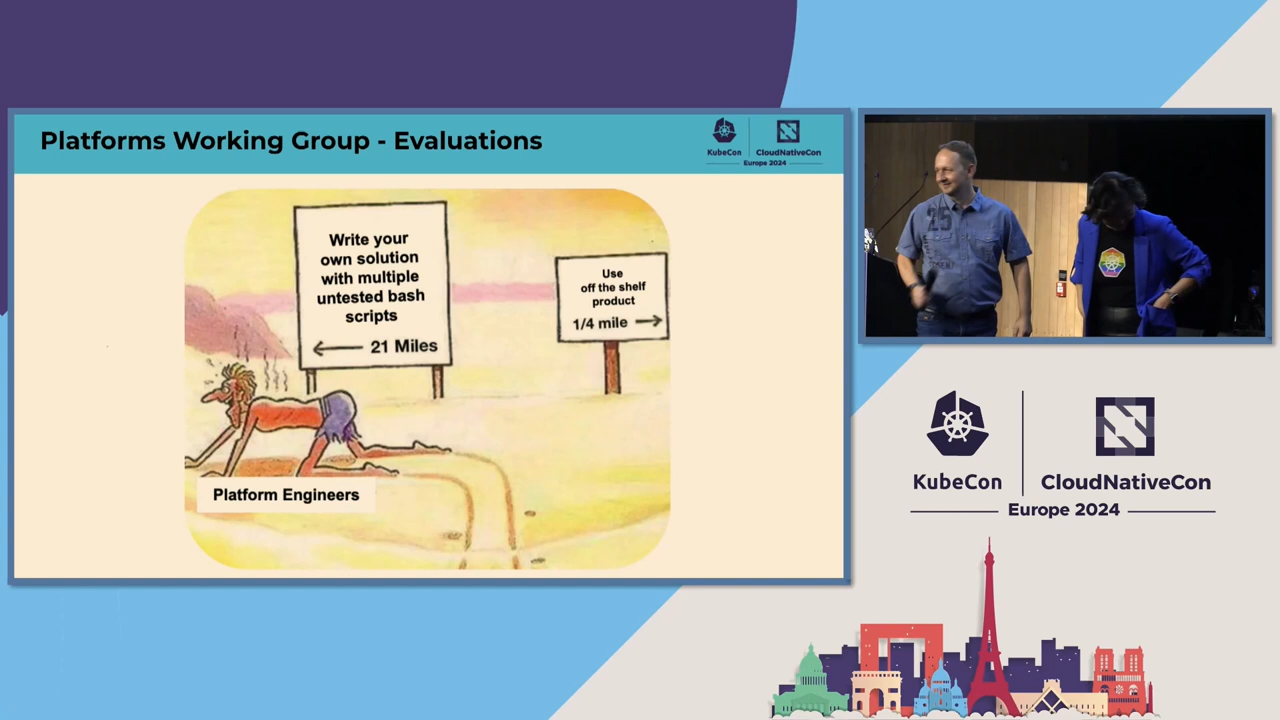 Platforms Working Group - Evaluations
KubeCon
CloudNativeCon
Europe 2024
Write your
own solution
with multiple
untested bash
scripts
← 21 Miles
Use
off the shelf
product
1/4 mile →
Platform Engineers
25
KubeCon
CloudNativeCon
Europe 2024